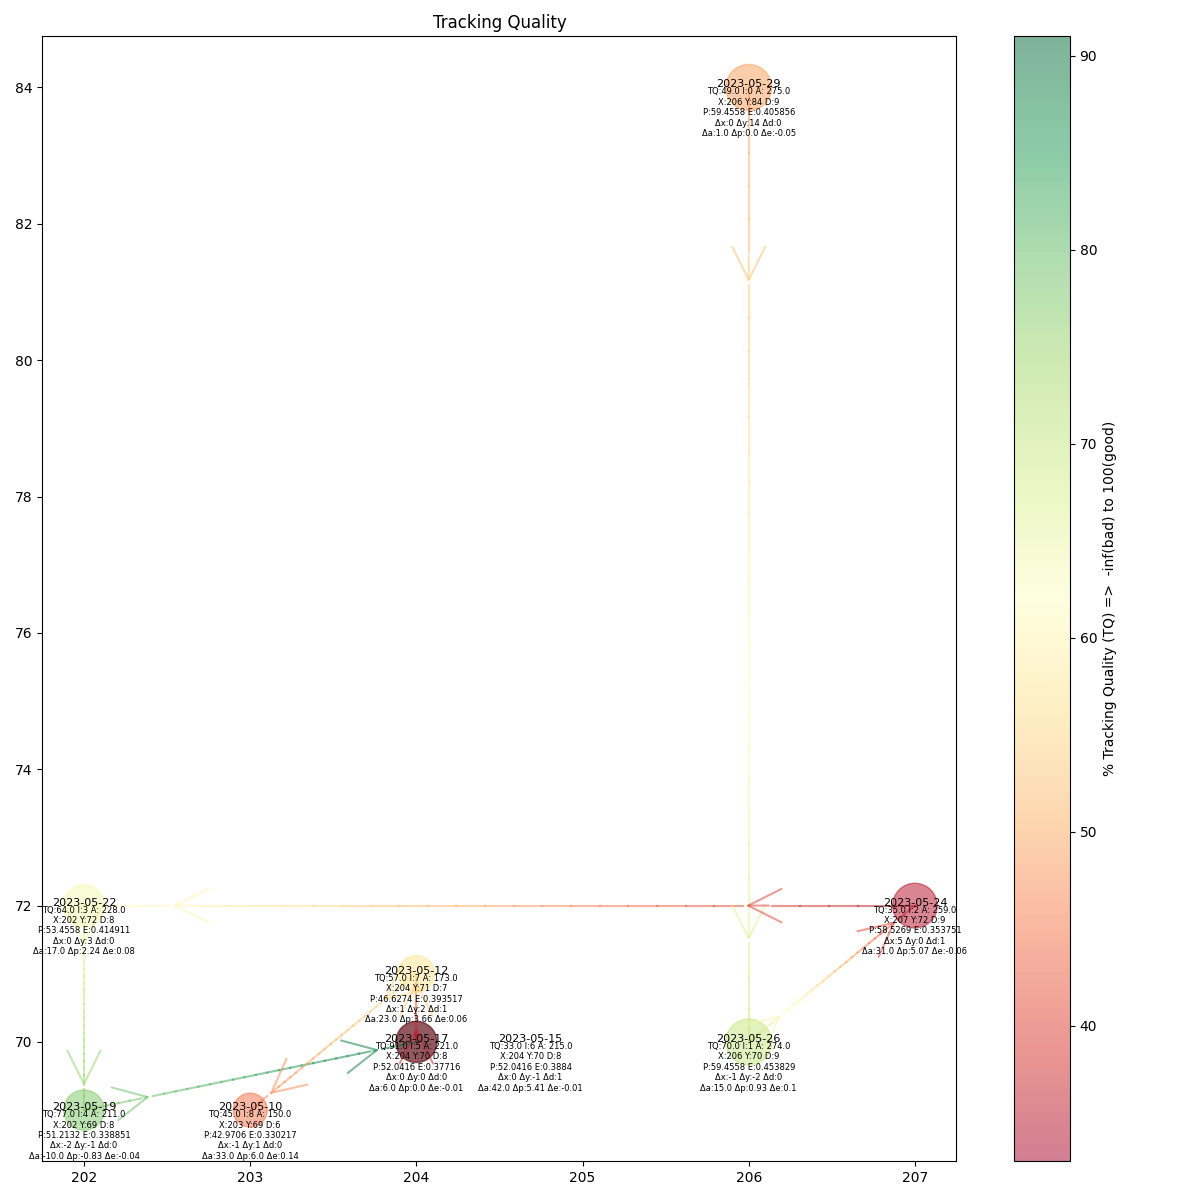 Tracking Quality
84
82
80
78
76
74
72
70
202
203
204
205
206
207
90
80
70
60
50
40
% Tracking Quality (TQ) => -inf(bad) to 100(good)
2023-05-29
TQ:49.0 I:0 A: 275.0
X:206 Y:84 D:9
P:59.4558 E:0.405856
Δx:0 Δy:14 Δd:0
Δa:1.0 Δp:0.0 Δe:-0.05
2023-05-22
TQ:64.0 I:3 A: 228.0
X:202 Y:72 D:8
P:53.4558 E:0.414911
Δx:0 Δy:3 Δd:0
Δa:17.0 Δp:2.24 Δe:0.08
2023-05-24
TQ:35.0 I:2 A: 259.0
X:207 Y:72 D:9
P:58.5269 E:0.353751
Δx:5 Δy:0 Δd:1
Δa:31.0 Δp:5.07 Δe:-0.06
2023-05-12
TQ:57.0 I:7 A: 173.0
X:204 Y:71 D:7
P:46.6274 E:0.393517
Δx:1 Δy:2 Δd:1
Δa:23.0 Δp:3.66 Δe:0.06
2023-05-17
TQ:91.0 I:5 A: 221.0
X:204 Y:70 D:8
P:52.0416 E:0.37716
Δx:0 Δy:0 Δd:0
Δa:6.0 Δp:0.0 Δe:-0.01
2023-05-15
TQ:33.0 I:6 A: 215.0
X:204 Y:70 D:8
P:52.0416 E:0.3884
Δx:0 Δy:-1 Δd:1
Δa:42.0 Δp:5.41 Δe:-0.01
2023-05-26
TQ:70.0 I:1 A: 274.0
X:206 Y:70 D:9
P:59.4558 E:0.453829
Δx:-1 Δy:-2 Δd:0
Δa:15.0 Δp:0.93 Δe:0.1
2023-05-19
TQ:77.0 I:4 A: 211.0
X:202 Y:69 D:8
P:51.2132 E:0.338851
Δx:-2 Δy:-1 Δd:0
Δa:-10.0 Δp:-0.83 Δe:-0.04
2023-05-10
TQ:45.0 I:8 A: 150.0
X:203 Y:69 D:6
P:42.9706 E:0.330217
Δx:-1 Δy:1 Δd:0
Δa:33.0 Δp:6.0 Δe:0.14